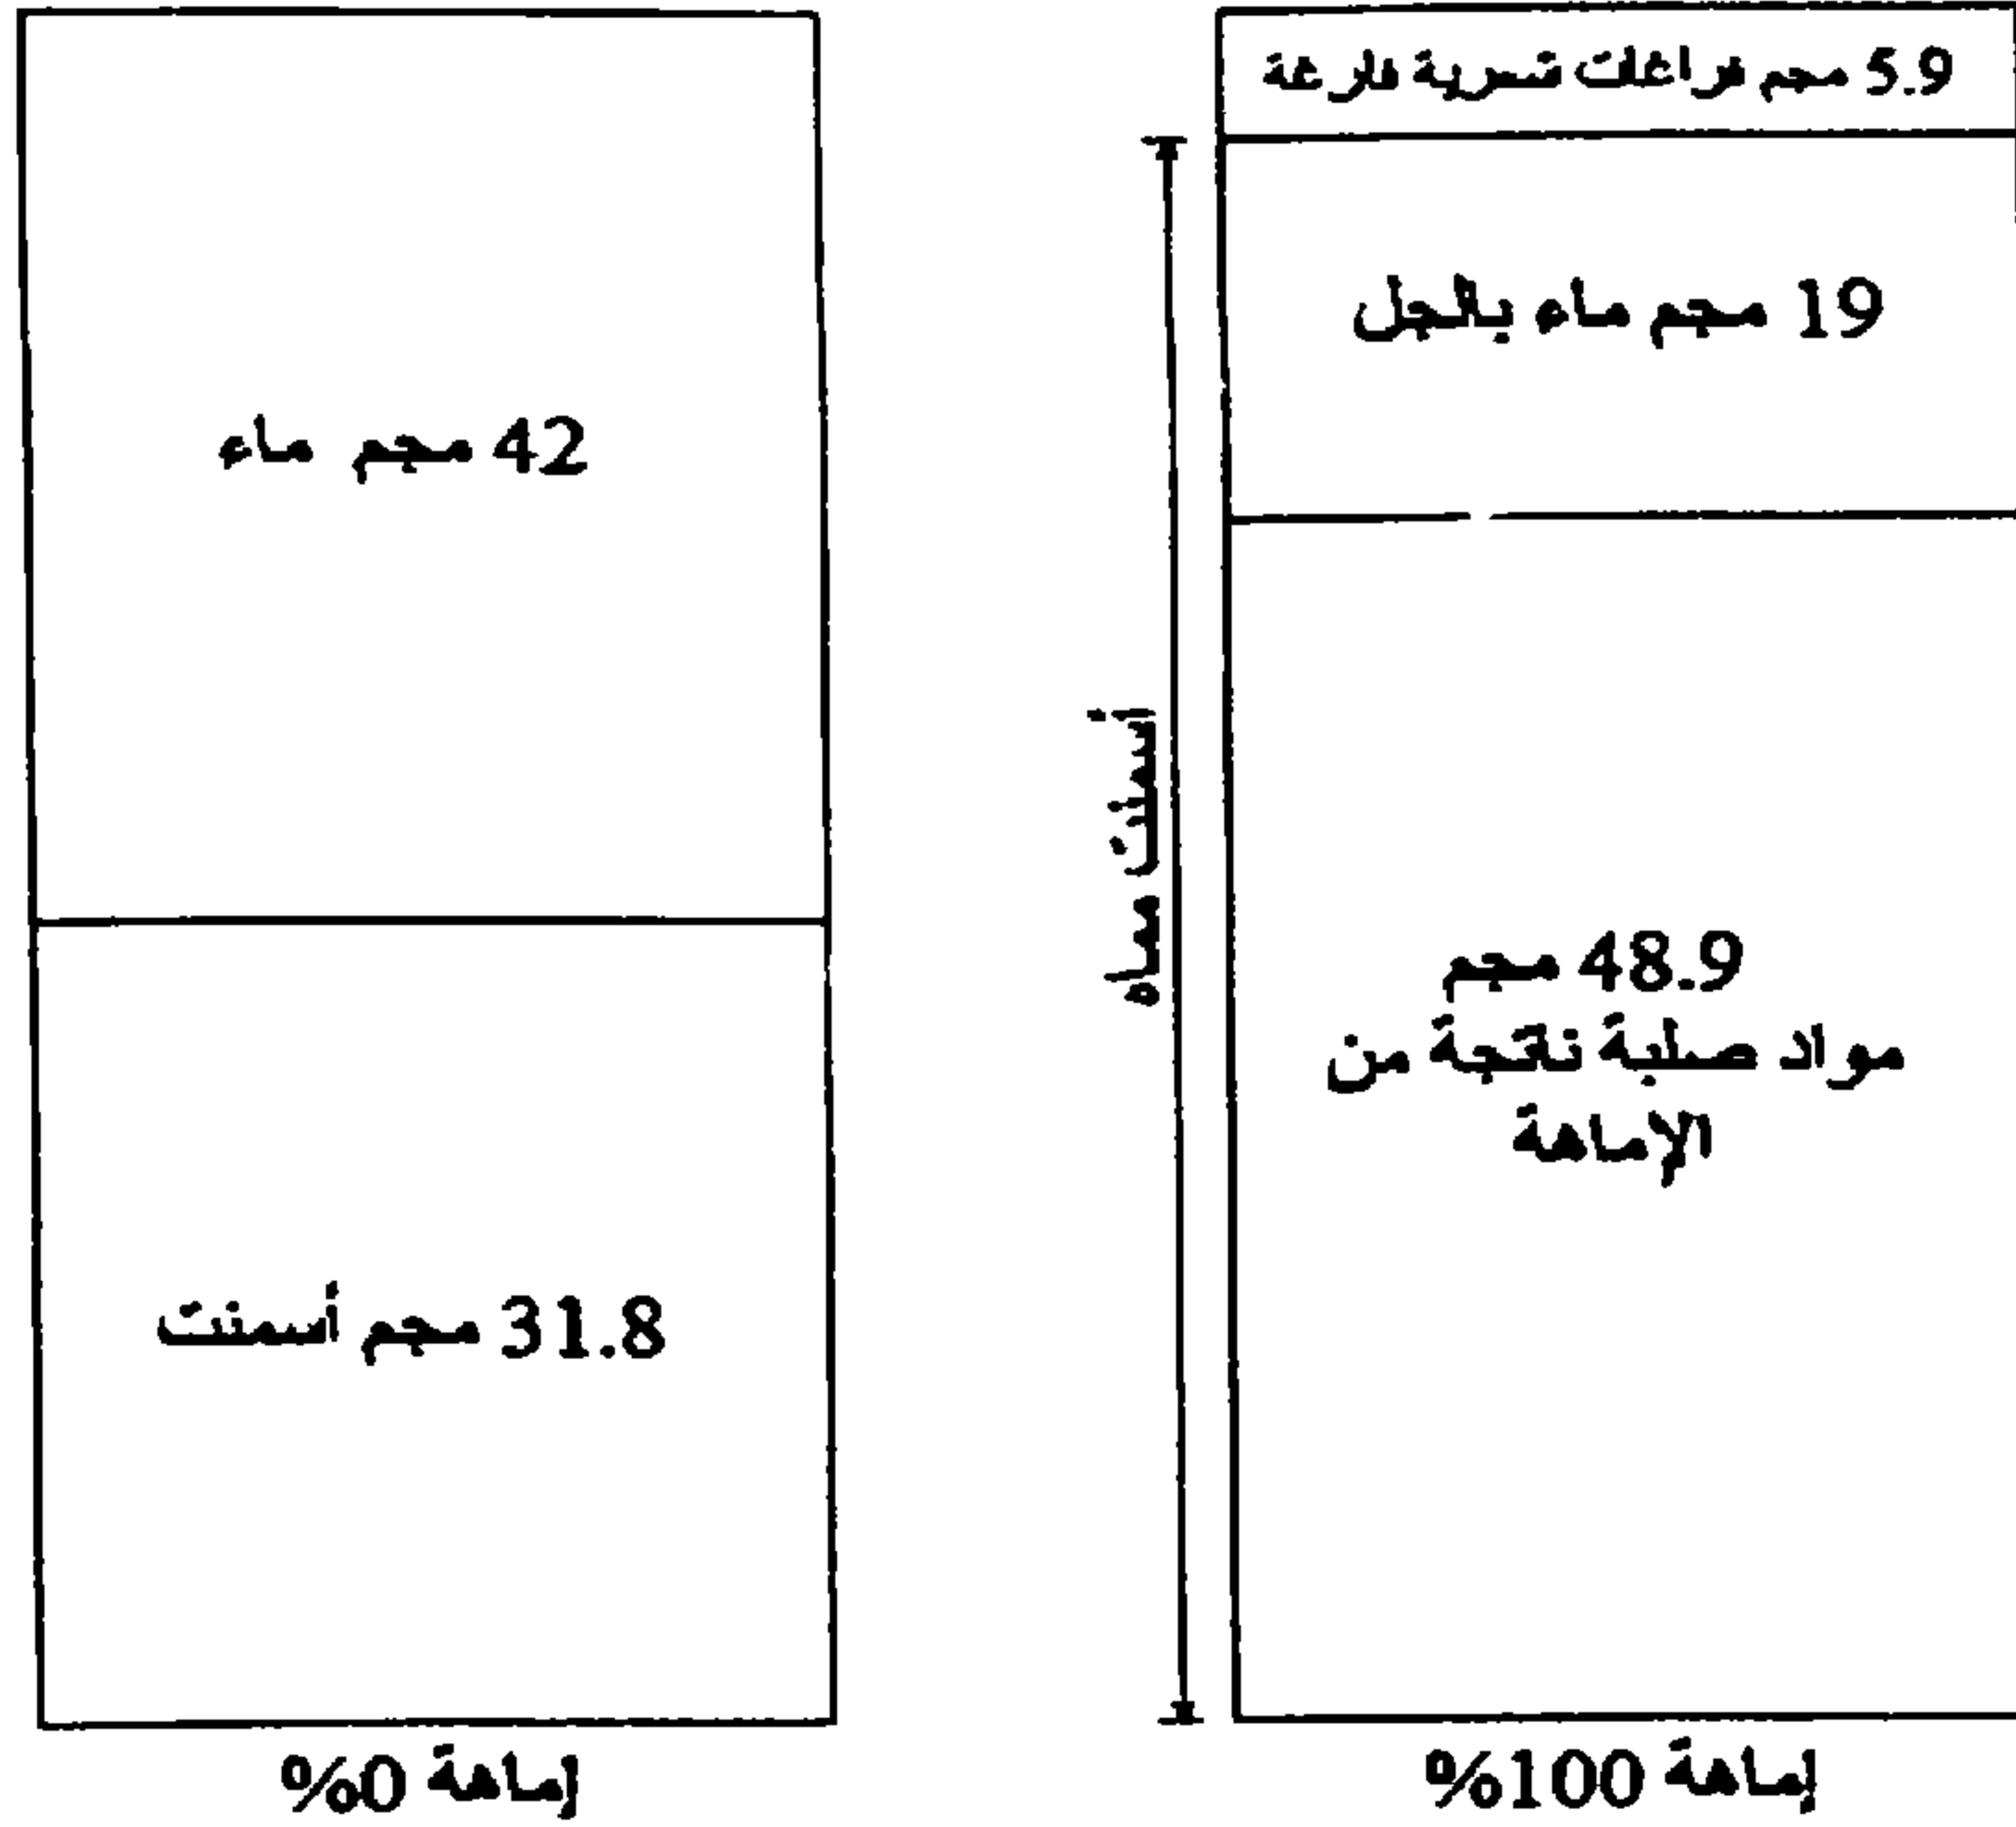 5.9 مجم فراغات شعرية فارغة
19 مجم ماء بالجل
42 مجم ماء
أسمنت مماه
48.9 مجم
مواد صلبة ناتجة من
الإماهة
31.8 مجم أسمنت
إماهة 0%
إماهة 100%